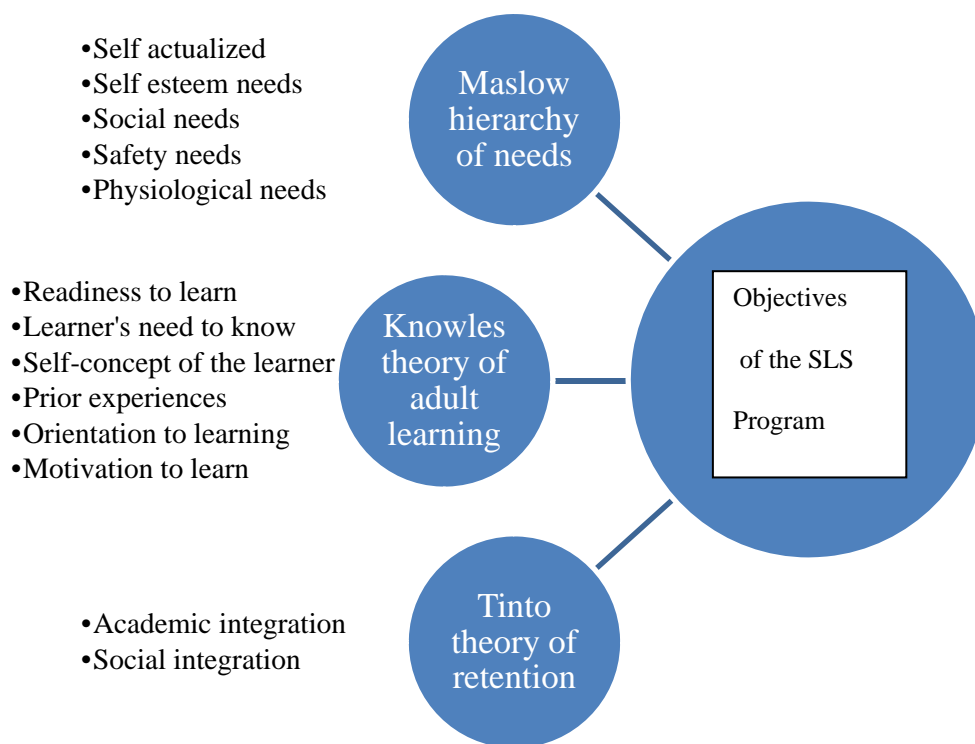 •Self actualized
•Self esteem needs
•Social needs
•Safety needs
•Physiological needs
Maslow
hierarchy
of needs
•Readiness to learn
•Learner's need to know
•Self-concept of the learner
•Prior experiences
•Orientation to learning
•Motivation to learn
Knowles
theory of
adult
learning
Objectives
of the SLS
Program
•Academic integration
•Social integration
Tinto
theory of
retention